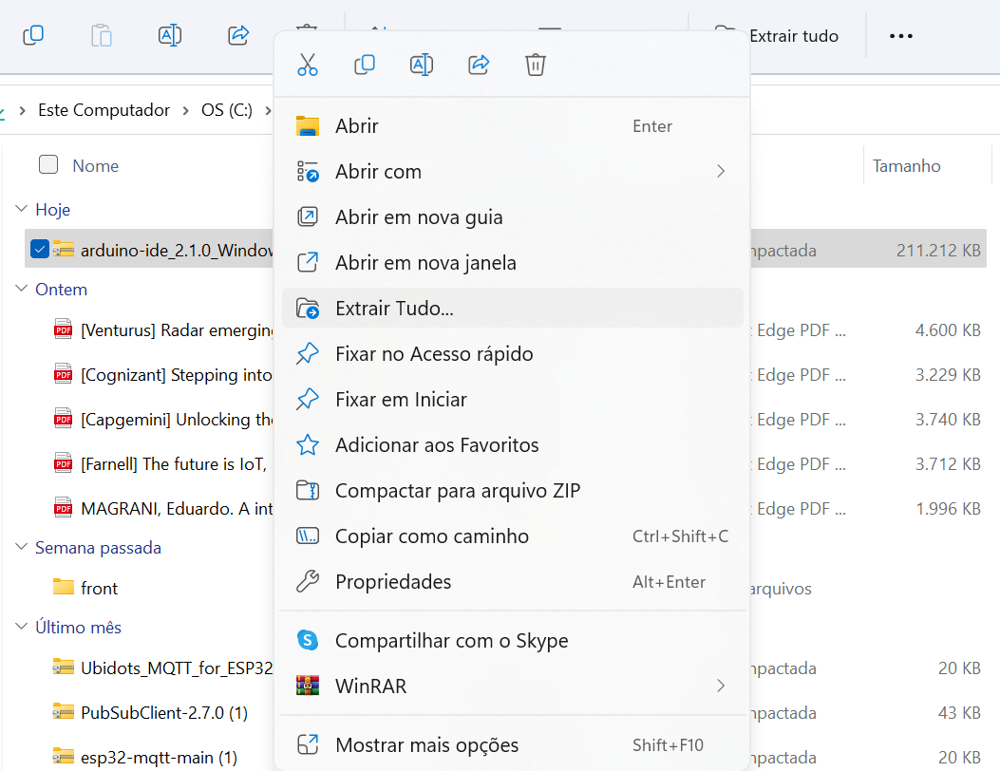 Extrair tudo
Este Computador > OS (C:) >
Nome
Tamanho
Hoje
arduino-ide_2.1.0_Window
211.212 KB
Ontem
[Venturus] Radar emerging
Edge PDF ...
4.600 KB
[Cognizant] Stepping into
Edge PDF ...
3.229 KB
[Capgemini] Unlocking the
Edge PDF ...
3.740 KB
[Farnell] The future is IoT,
Edge PDF ...
3.712 KB
MAGRANI, Eduardo. A int
Edge PDF ...
1.996 KB
Semana passada
front
arquivos
Último mês
Ubidots_MQTT_for_ESP32
20 KB
PubSubClient-2.7.0 (1)
43 KB
esp32-mqtt-main (1)
20 KB
Abrir Enter
Abrir com
Abrir em nova guia
Abrir em nova janela
Extrair Tudo...
Fixar no Acesso rápido
Fixar em Iniciar
Adicionar aos Favoritos
Compactar para arquivo ZIP
Copiar como caminho Ctrl+Shift+C
Propriedades Alt+Enter
Compartilhar com o Skype
WinRAR
Mostrar mais opções Shift+F10